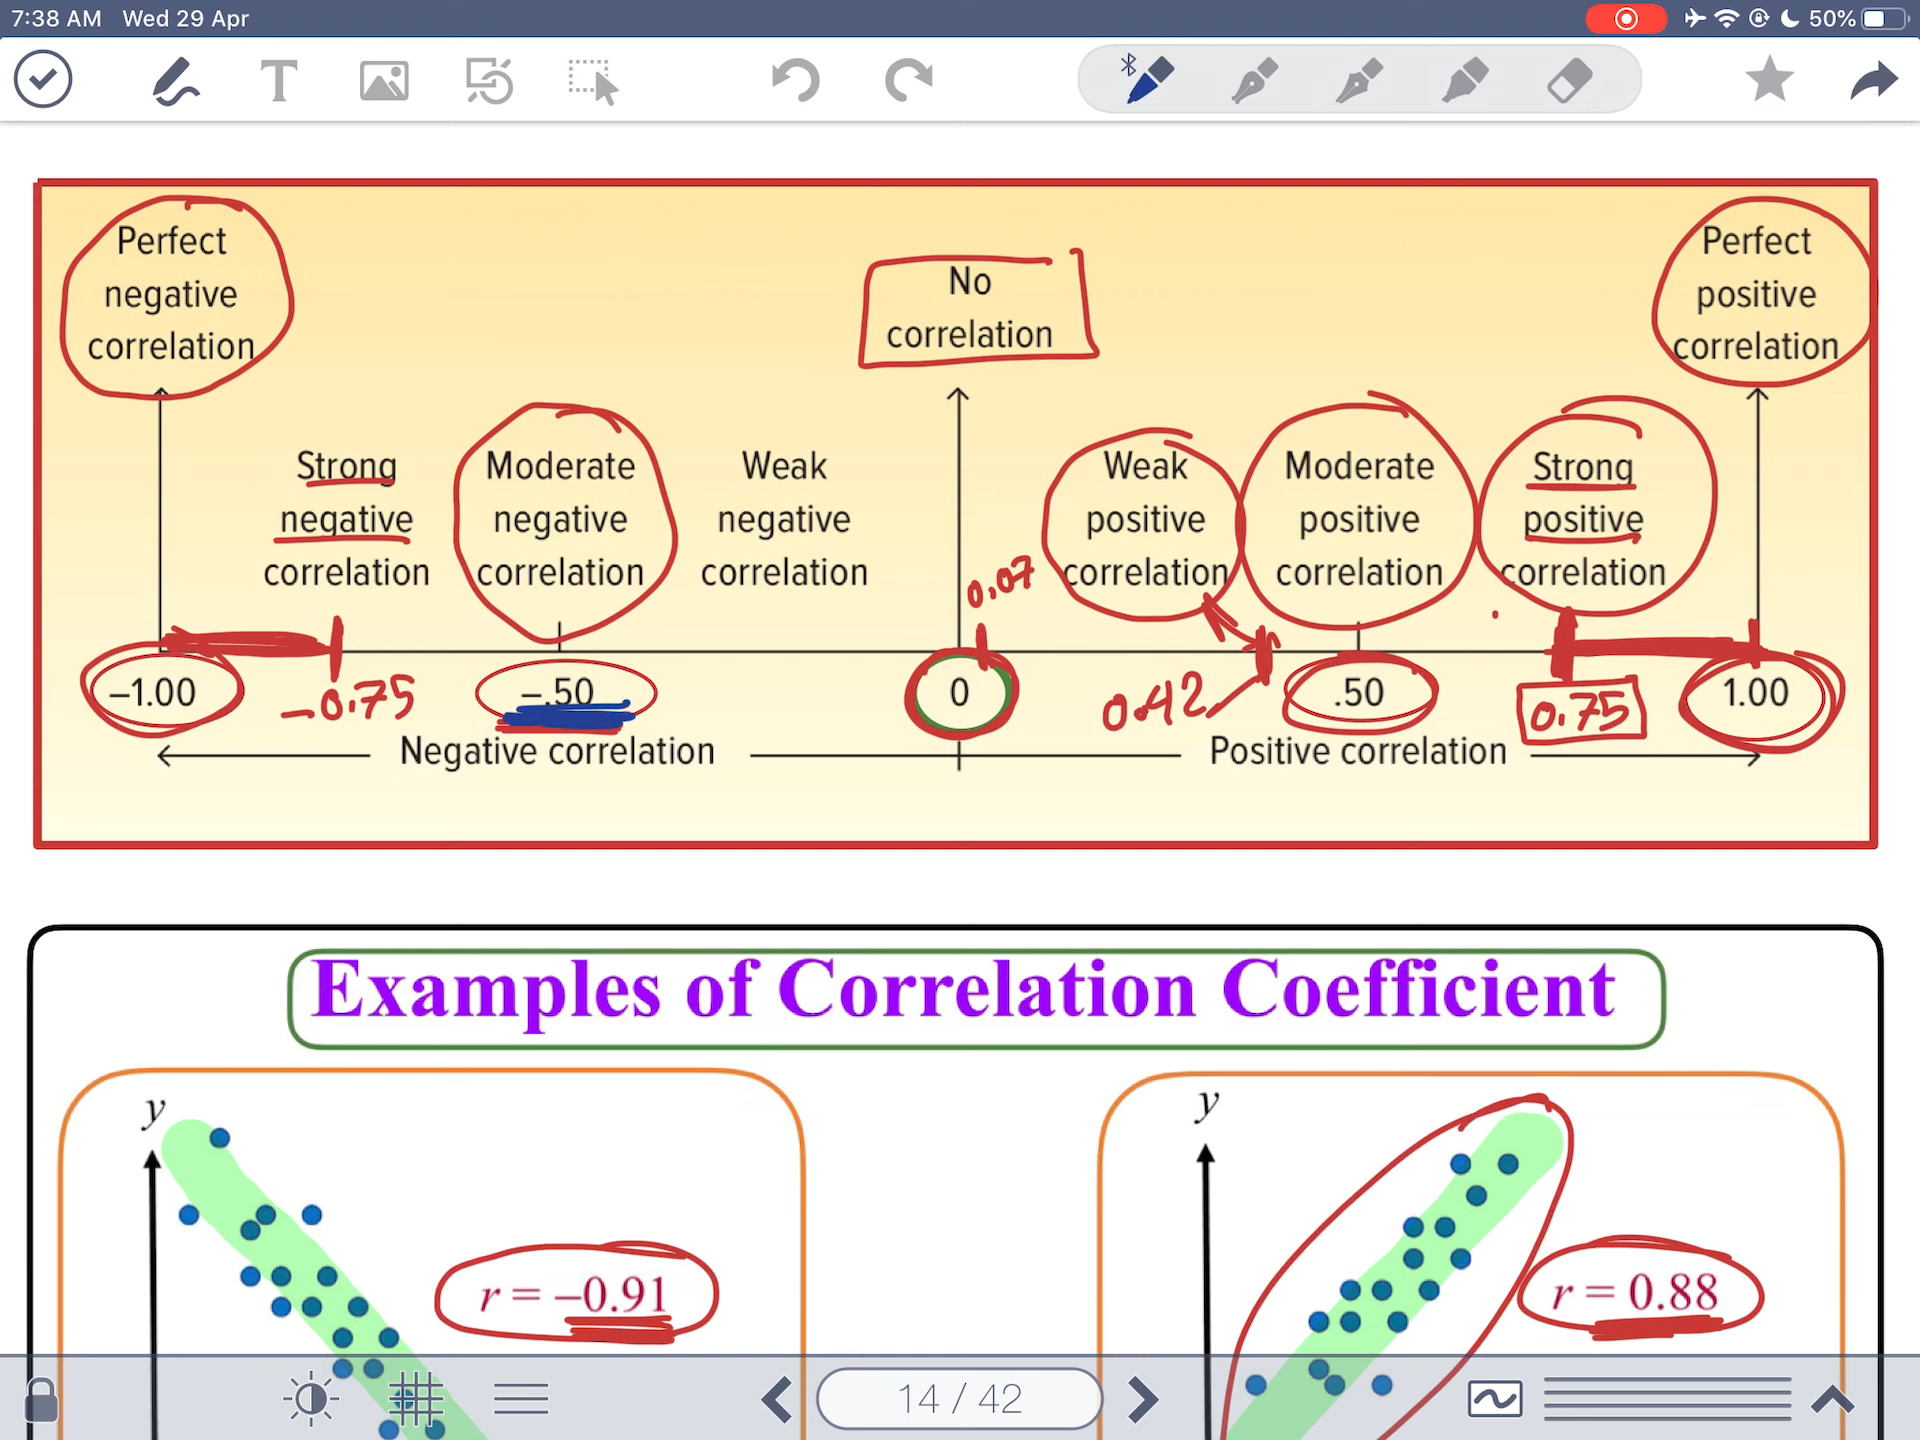 7:38 AM Wed 29 Apr
50%
T
Perfect
negative
correlation
No
correlation
Perfect
positive
correlation
Strong
negative
correlation
Moderate
negative
correlation
Weak
negative
correlation
Weak
positive
correlation
Moderate
positive
correlation
Strong
positive
correlation
0.07
–1.00
-0.75
–.50
0
0.42
.50
0.75
1.00
Negative correlation
Positive correlation
Examples of Correlation Coefficient
y
r = –0.91
y
r = 0.88
14 / 42